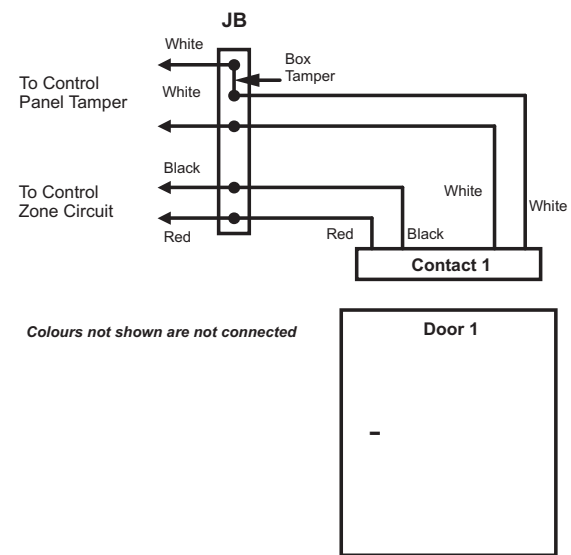 JB
White
Box
Tamper
To Control
Panel Tamper
White
Black
To Control
Zone Circuit
White
White
Red
Red
Black
Contact 1
Colours not shown are not connected
Door 1